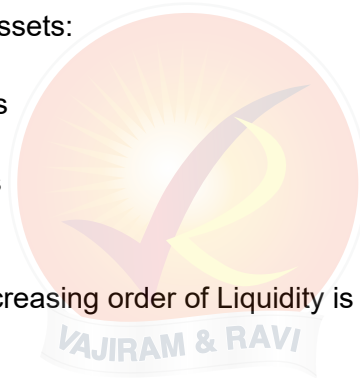 ssets:
s
s
creasing order of Liquidity is
VAJIRAM & RAVI